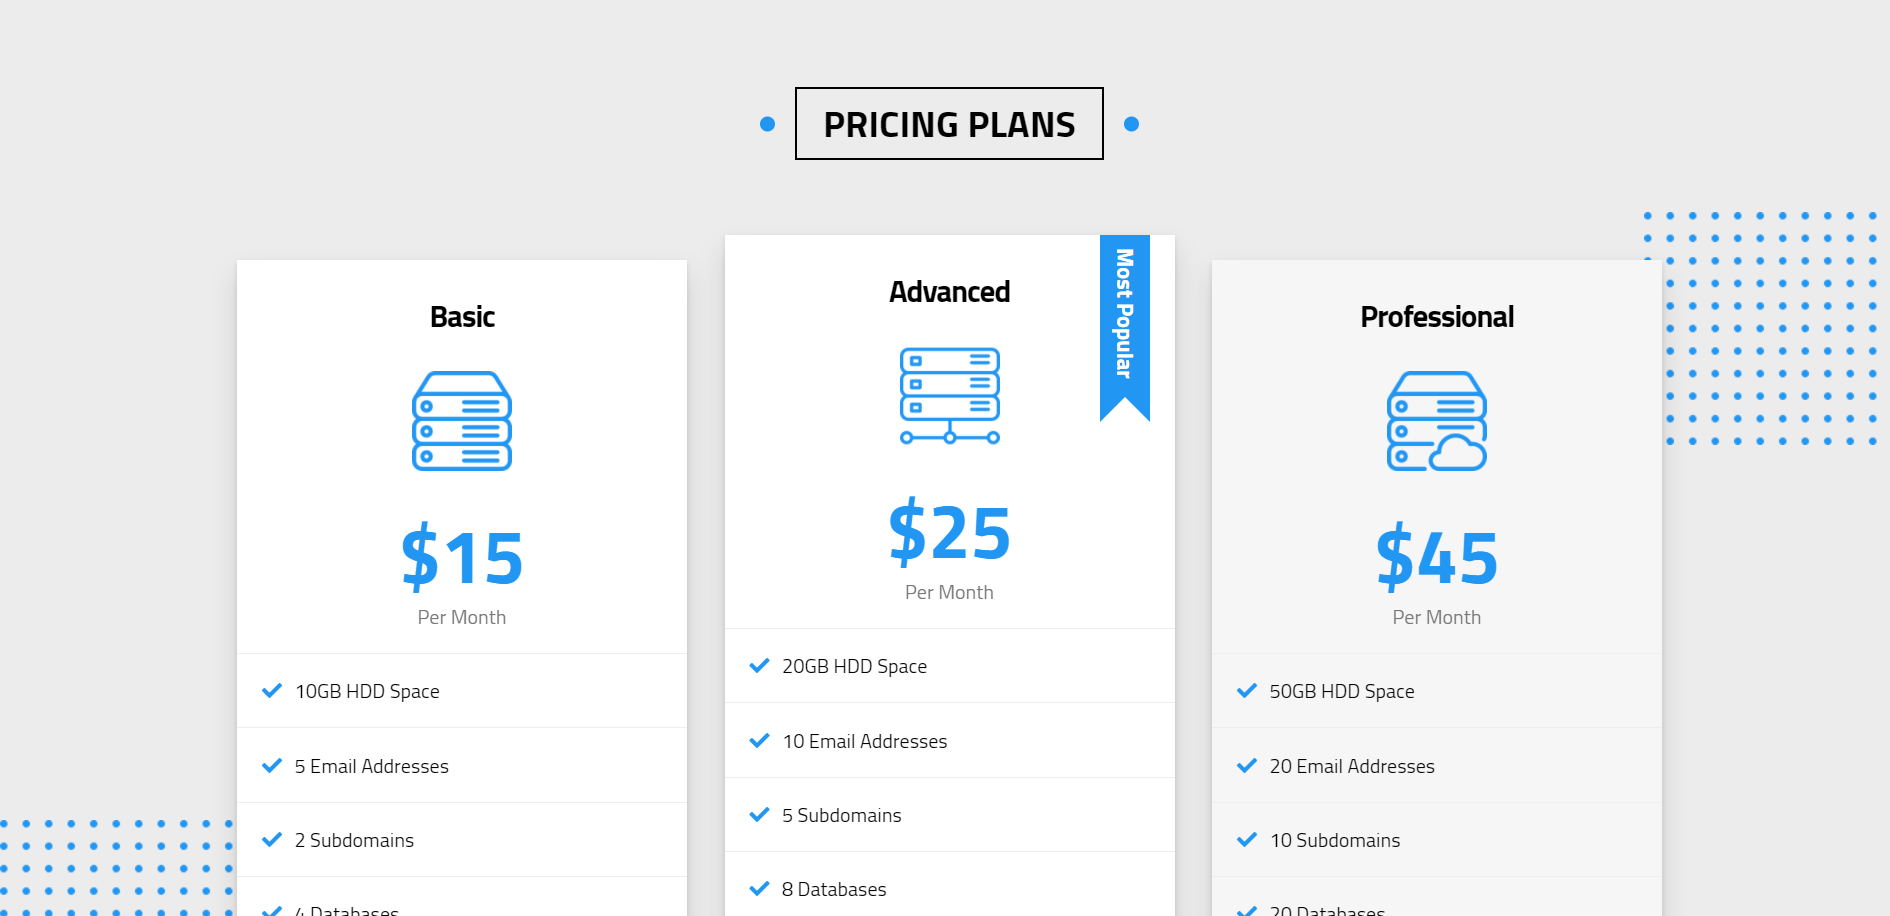 PRICING PLANS
Basic
$15
Per Month
10GB HDD Space
5 Email Addresses
2 Subdomains
4 Databases
Advanced
Most Popular
$25
Per Month
20GB HDD Space
10 Email Addresses
5 Subdomains
8 Databases
Professional
$45
Per Month
50GB HDD Space
20 Email Addresses
10 Subdomains
20 Databases